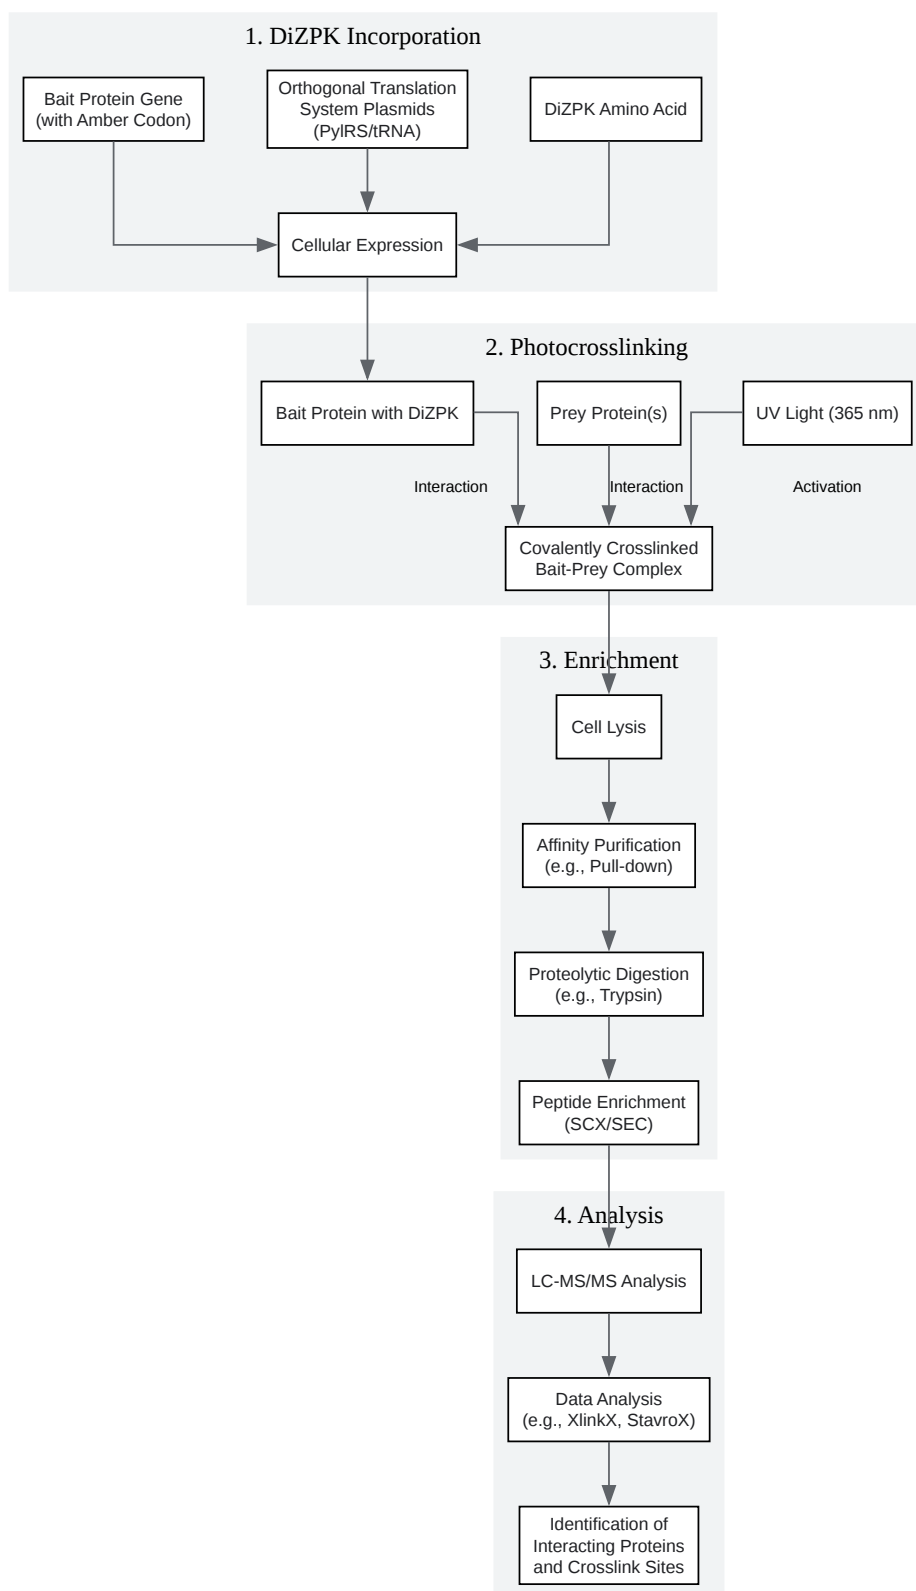 1. DiZPK Incorporation
Bait Protein Gene
(with Amber Codon)
Orthogonal Translation
System Plasmids
(PylRS/tRNA)
DiZPK Amino Acid
Cellular Expression
2. Photocrosslinking
Bait Protein with DiZPK
Prey Protein(s)
UV Light (365 nm)
Interaction
Interaction
Activation
Covalently Crosslinked
Bait-Prey Complex
3. Enrichment
Cell Lysis
Affinity Purification
(e.g., Pull-down)
Proteolytic Digestion
(e.g., Trypsin)
Peptide Enrichment
(SCX/SEC)
4. Analysis
LC-MS/MS Analysis
Data Analysis
(e.g., XlinkX, StavroX)
Identification of
Interacting Proteins
and Crosslink Sites